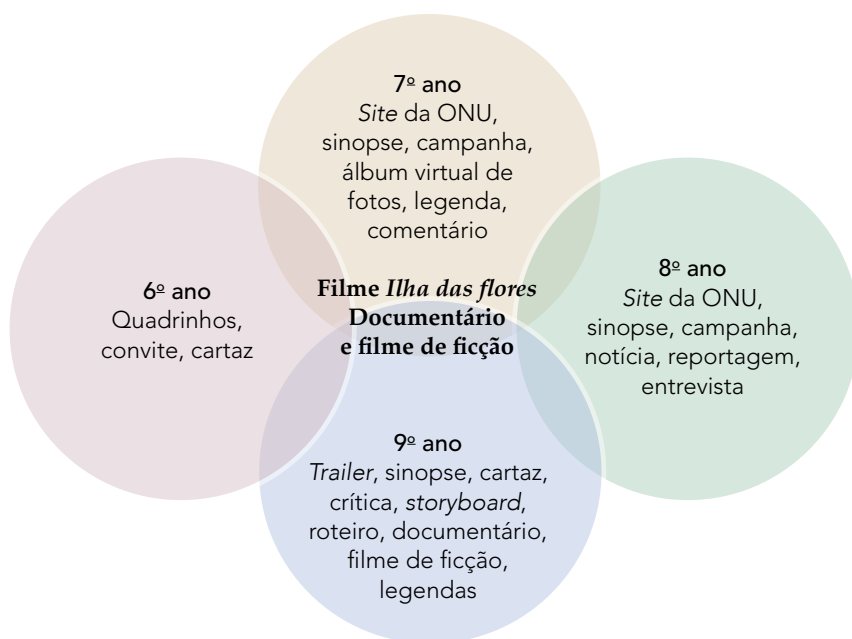 7º ano
Site da ONU,
sinopse, campanha,
álbum virtual de
fotos, legenda,
comentário
6º ano
Quadrinhos,
convite, cartaz
Filme Ilha das flores
Documentário
e filme de ficção
8º ano
Site da ONU,
sinopse, campanha,
notícia, reportagem,
entrevista
9º ano
Trailer, sinopse, cartaz,
crítica, storyboard,
roteiro, documentário,
filme de ficção,
legendas